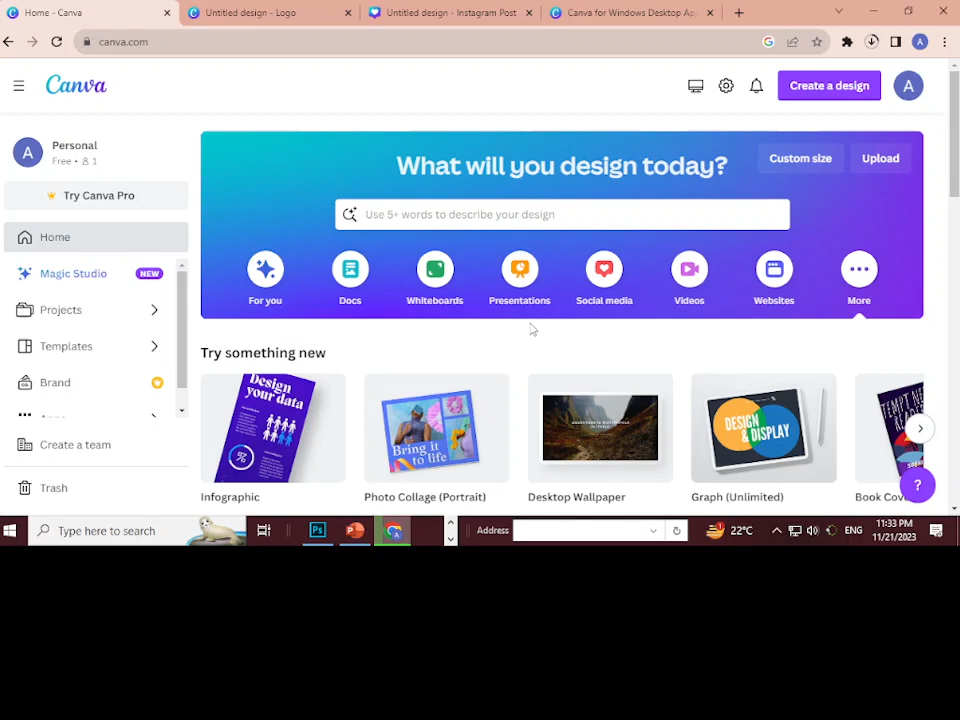 Home - Canva
Untitled design - Logo
Untitled design - Instagram Post
Canva for Windows Desktop Ap
canva.com
A
Canva
Create a design
A
A
Personal
Free • 1
Try Canva Pro
Home
Magic Studio NEW
Projects
Templates
Brand
Create a team
Trash
What will you design today?
Custom size
Upload
Use 5+ words to describe your design
For you
Docs
Whiteboards
Presentations
Social media
Videos
Websites
More
Try something new
Design
your data
Bring it
to life
DESIGN
& DISPLAY
Infographic
Photo Collage (Portrait)
Desktop Wallpaper
Graph (Unlimited)
Book Cov
?
Type here to search
Ps
P
A
Address
1
22°C
ENG
11:33 PM
11/21/2023